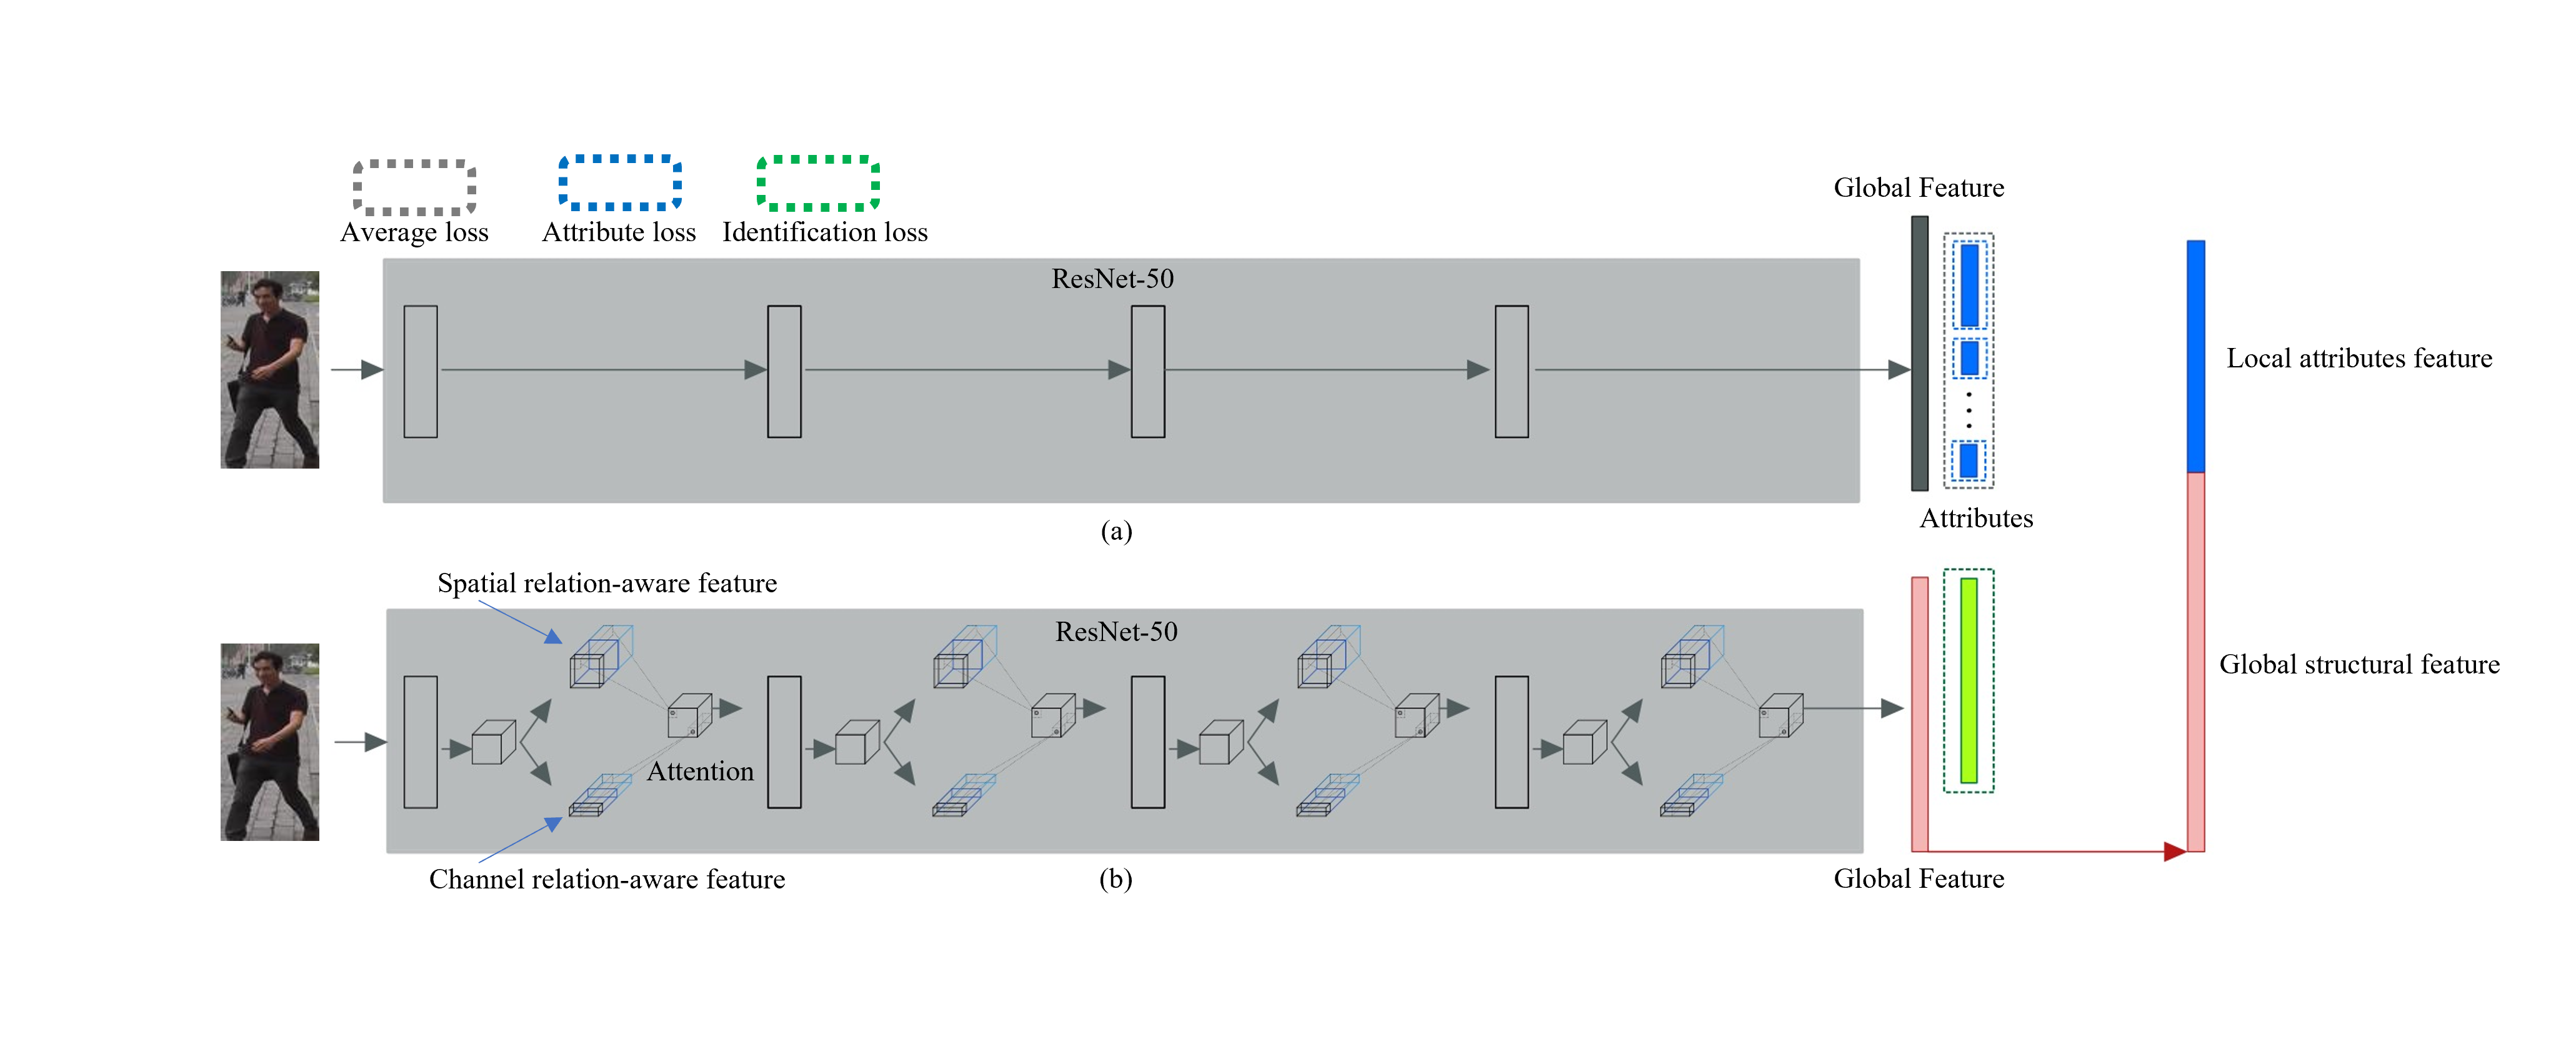 Average loss
Attribute loss
Identification loss
Global Feature
ResNet-50
Local attributes feature
Attributes
(a)
Spatial relation-aware feature
ResNet-50
Global structural feature
Attention
Channel relation-aware feature
(b)
Global Feature